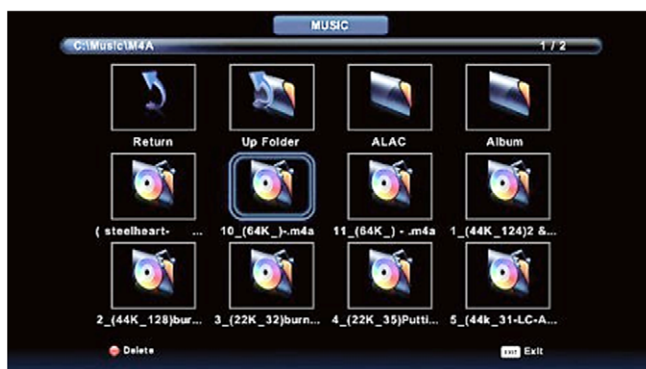 MUSIC
C:\Music\M4A 1 / 2
Return Up Folder ALAC Album
( steelheart- ... 10_(64K_)-.m4a 11_(64K_) - .m4a 1_(44K_124)2 &...
2_(44K_128)bur... 3_(22K_32)burn... 4_(22K_35)Putti... 5_(44k_31-LC-A...
Delete EXIT Exit